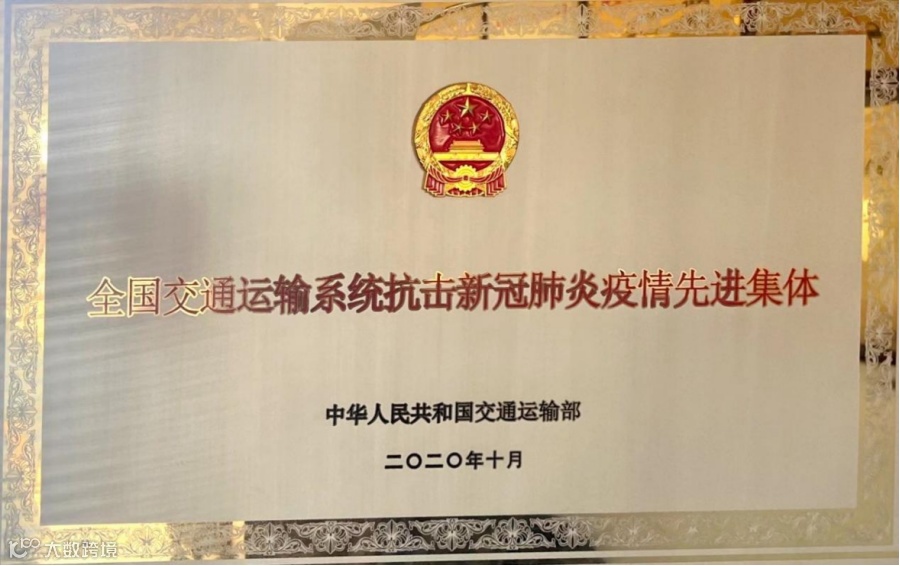 全国交通运输系统抗击新冠肺炎疫情先进集体
中华人民共和国交通运输部
二〇二〇年十月
大数跨境